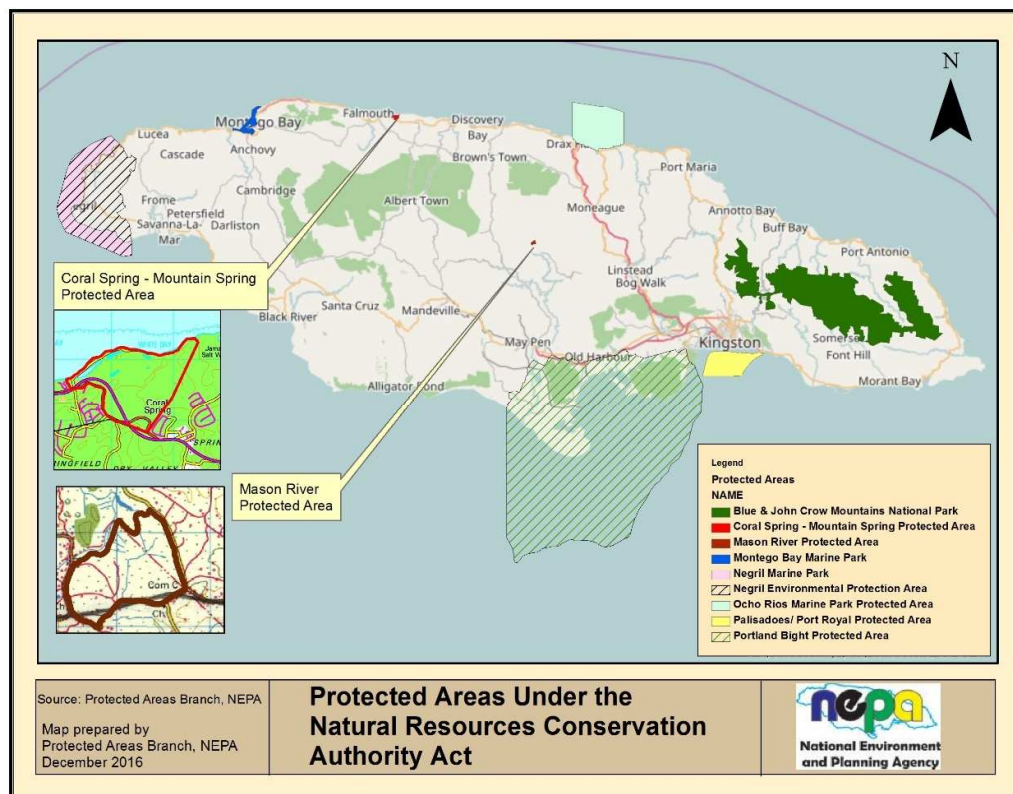 N
Montego Bay
Falmouth
Discovery
Bay
Lucea
Cascade
Anchovy
Brown's Town
Drax
Port Maria
Cambridge
Albert Town
Moneague
Annotto Bay
Buff Bay
Port Antonio
Frome
Petersfield
Savanna-La-
Mar
Darliston
Linstead
Bog Walk
Coral Spring - Mountain Spring
Protected Area
Santa Cruz
Mandeville
Black River
May Pen
Old Harbour
Kingston
Font Hill
Morant Bay
Alligator Pond
WHITE BAY
Coral
Spring
DRY VALLEY
Mason River
Protected Area
Legend
Protected Areas
NAME
Blue & John Crow Mountains National Park
Coral Spring - Mountain Spring Protected Area
Mason River Protected Area
Montego Bay Marine Park
Negril Marine Park
Negril Environmental Protection Area
Ocho Rios Marine Park Protected Area
Palisadoes/ Port Royal Protected Area
Portland Bight Protected Area
Source: Protected Areas Branch, NEPA
Map prepared by
Protected Areas Branch, NEPA
December 2016
Protected Areas Under the
Natural Resources Conservation
Authority Act
nepa
National Environment
and Planning Agency